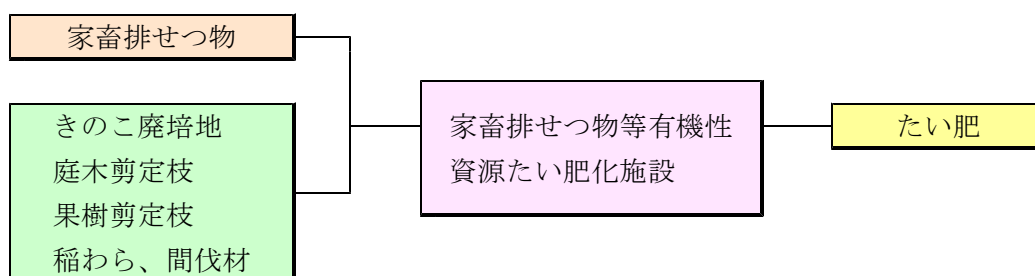 家畜排せつ物
きのこ廃培地
庭木剪定枝
果樹剪定枝
稲わら、間伐材
家畜排せつ物等有機性
資源たい肥化施設
たい肥